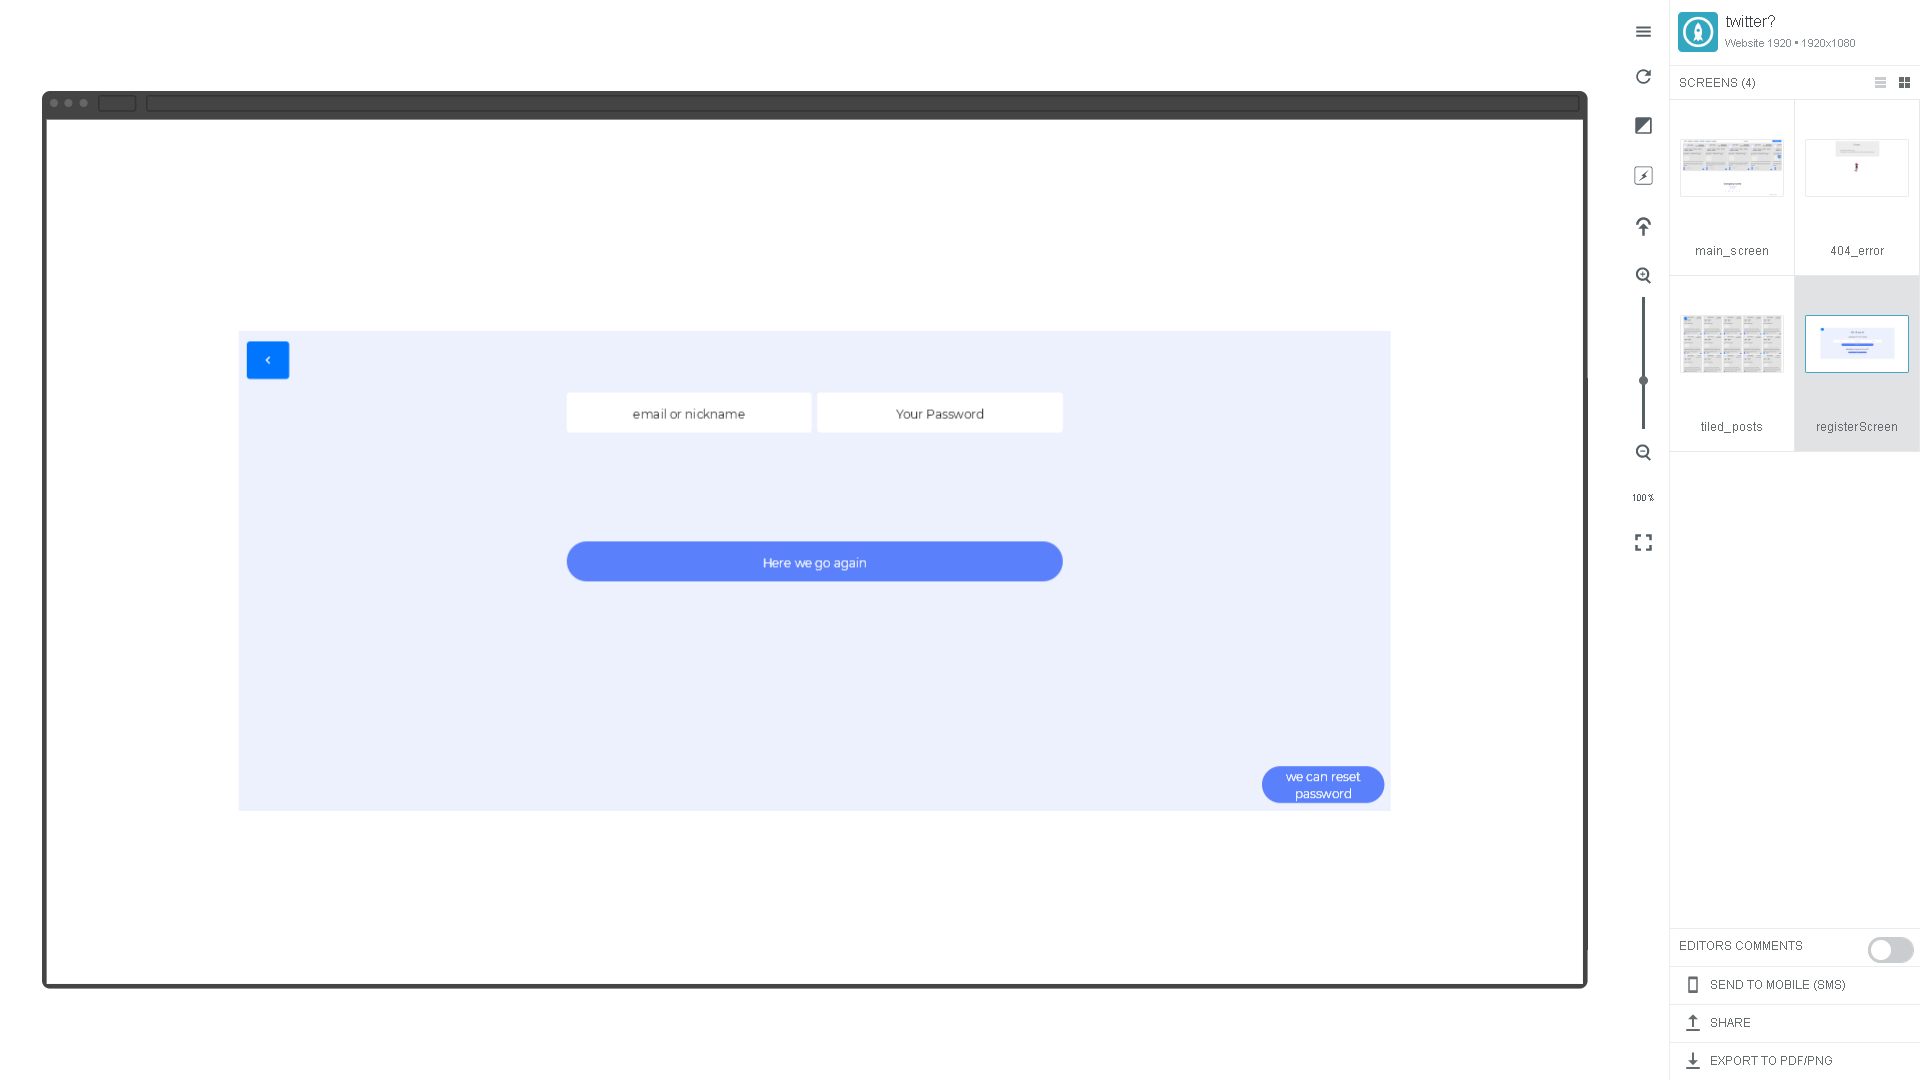 twitter?
Website 1920 • 1920x1080
SCREENS (4)
main_screen
404_error
tiled_posts
registerScreen
email or nickname
Your Password
Here we go again
we can reset
password
100%
EDITORS COMMENTS
SEND TO MOBILE (SMS)
SHARE
EXPORT TO PDF/PNG